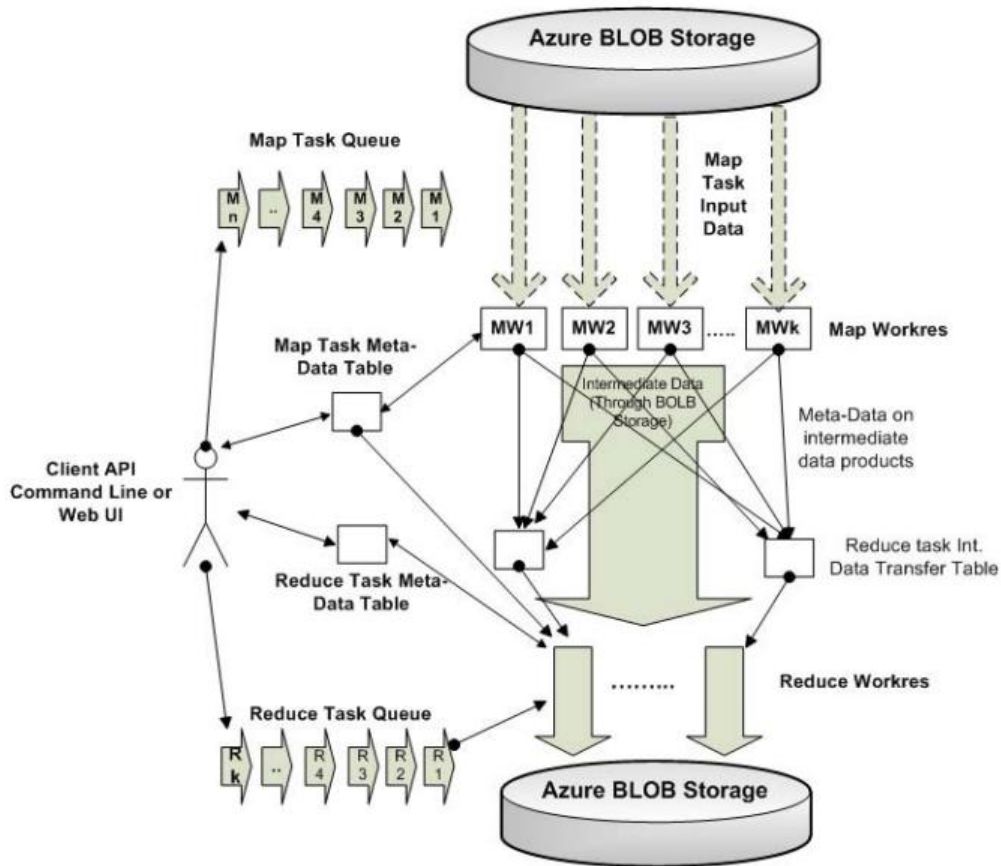 Azure BLOB Storage
Map Task Queue
M
n
..
M
4
M
3
M
2
M
1
Map
Task
Input
Data
MW1
MW2
MW3
.....
MWk
Map Workres
Map Task Meta-
Data Table
Intermediate Data
(Through BOLB
Storage)
Meta-Data on
intermediate
data products
Client API
Command Line or
Web UI
Reduce task Int.
Data Transfer Table
Reduce Task Meta-
Data Table
.........
Reduce Workres
Reduce Task Queue
R
k
..
R
4
R
3
R
2
R
1
Azure BLOB Storage